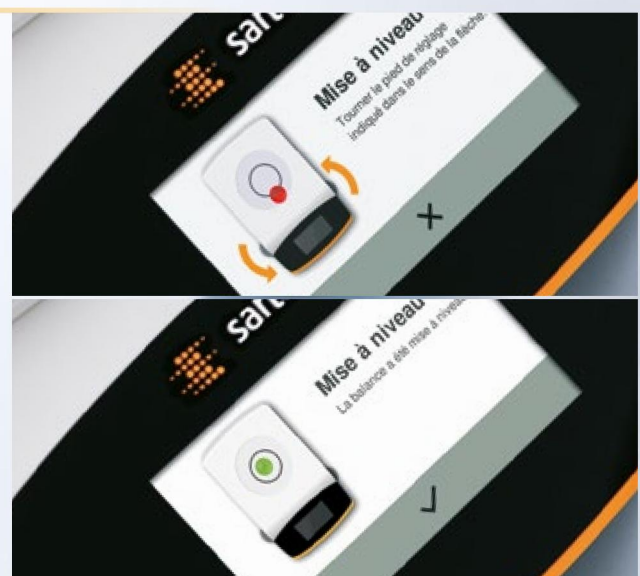 sart
Mise à niveau
Tourner le pied de réglage
indiqué dans le sens de la flèche.
sart
Mise à niveau
La balance a été mise à niveau